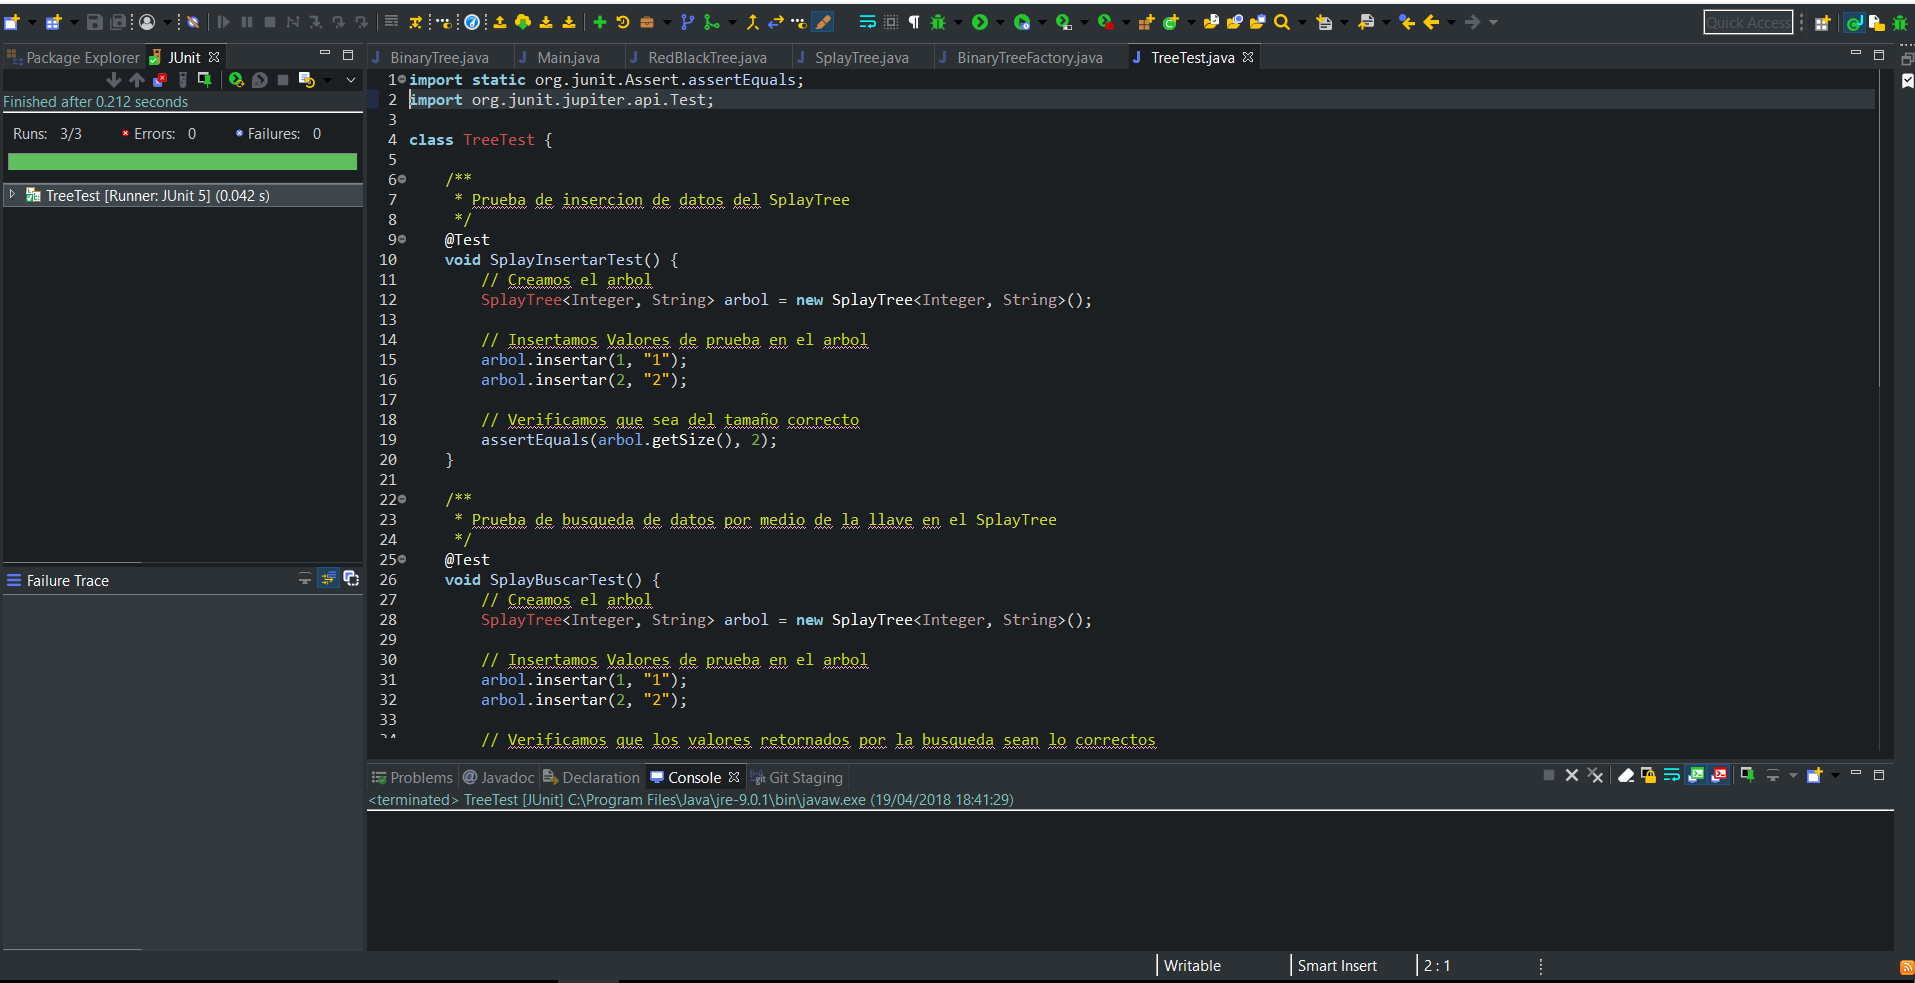 Quick Access
Package Explorer
JUnit
Finished after 0.212 seconds
Runs: 3/3 Errors: 0 Failures: 0
TreeTest [Runner: JUnit 5] (0.042 s)
Failure Trace
BinaryTree.java Main.java RedBlackTree.java SplayTree.java BinaryTreeFactory.java TreeTest.java
1 import static org.junit.Assert.assertEquals;
2 import org.junit.jupiter.api.Test;
3
4 class TreeTest {
5
6 /**
7 * Prueba de insercion de datos del SplayTree
8 */
9 @Test
10 void SplayInsertarTest() {
11 // Creamos el arbol
12 SplayTree<Integer, String> arbol = new SplayTree<Integer, String>();
13
14 // Insertamos Valores de prueba en el arbol
15 arbol.insertar(1, "1");
16 arbol.insertar(2, "2");
17
18 // Verificamos que sea del tamaño correcto
19 assertEquals(arbol.getSize(), 2);
20 }
21
22 /**
23 * Prueba de busqueda de datos por medio de la llave en el SplayTree
24 */
25 @Test
26 void SplayBuscarTest() {
27 // Creamos el arbol
28 SplayTree<Integer, String> arbol = new SplayTree<Integer, String>();
29
30 // Insertamos Valores de prueba en el arbol
31 arbol.insertar(1, "1");
32 arbol.insertar(2, "2");
33
34 // Verificamos que los valores retornados por la busqueda sean lo correctos
Problems Javadoc Declaration Console Git Staging
<terminated> TreeTest [JUnit] C:\Program Files\Java\jre-9.0.1\bin\javaw.exe (19/04/2018 18:41:29)
Writable Smart Insert 2 : 1